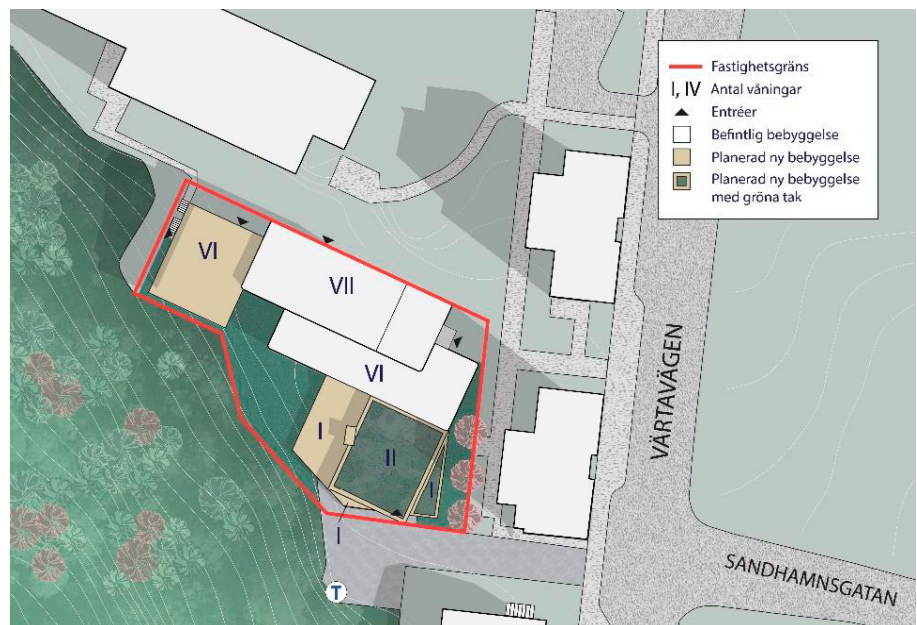 Fastighetsgräns
I, IV Antal våningar
Entréer
Befintlig bebyggelse
Planerad ny bebyggelse
Planerad ny bebyggelse
med gröna tak
VI
VII
VI
I
II
I
I
T
VÄRTAVÄGEN
SANDHAMNSGATAN